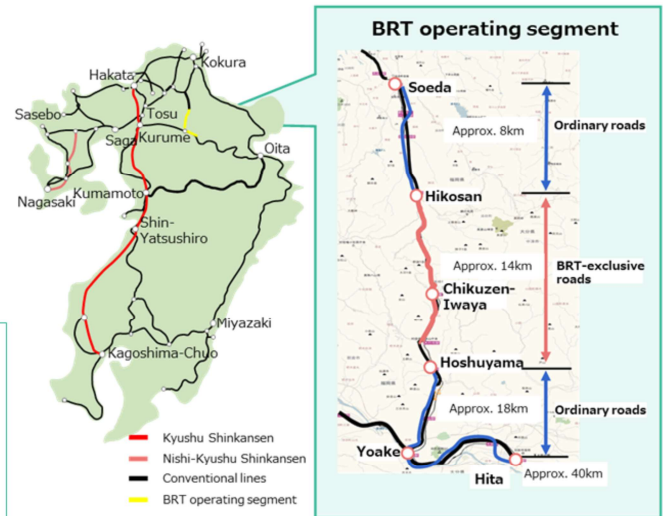 BRT operating segment
Kokura
Hakata
Tosu
Sasebo
Saga
Kurume
Oita
Nagasaki
Kumamoto
Shin-
Yatsushiro
Miyazaki
Kagoshima-Chuo
Kyushu Shinkansen
Nishi-Kyushu Shinkansen
Conventional lines
BRT operating segment
Soeda
Approx. 8km
Ordinary roads
Hikosan
Approx. 14km
BRT-exclusive
roads
Chikuzen-
Iwaya
Hoshuyama
Approx. 18km
Ordinary roads
Yoake
Hita
Approx. 40km